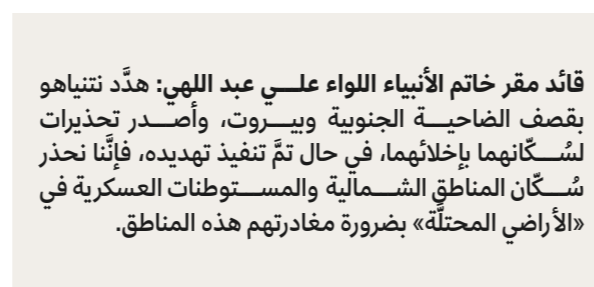 قائد مقر خاتم الأنبياء اللواء علـــي عبد اللهي: هدَّد نتنياهو
بقصف الضاحيـــة الجنوبية وبيـــروت، وأصـــدر تحذيرات
لسُـــكّانهما بإخلائهما، في حال تمَّ تنفيذ تهديده، فإنَّنا نحذر
سُـــكّان المناطق الشـــمالية والمســـتوطنات العسكرية في
«الأراضي المحتلَّة» بضرورة مغادرتهم هذه المناطق.